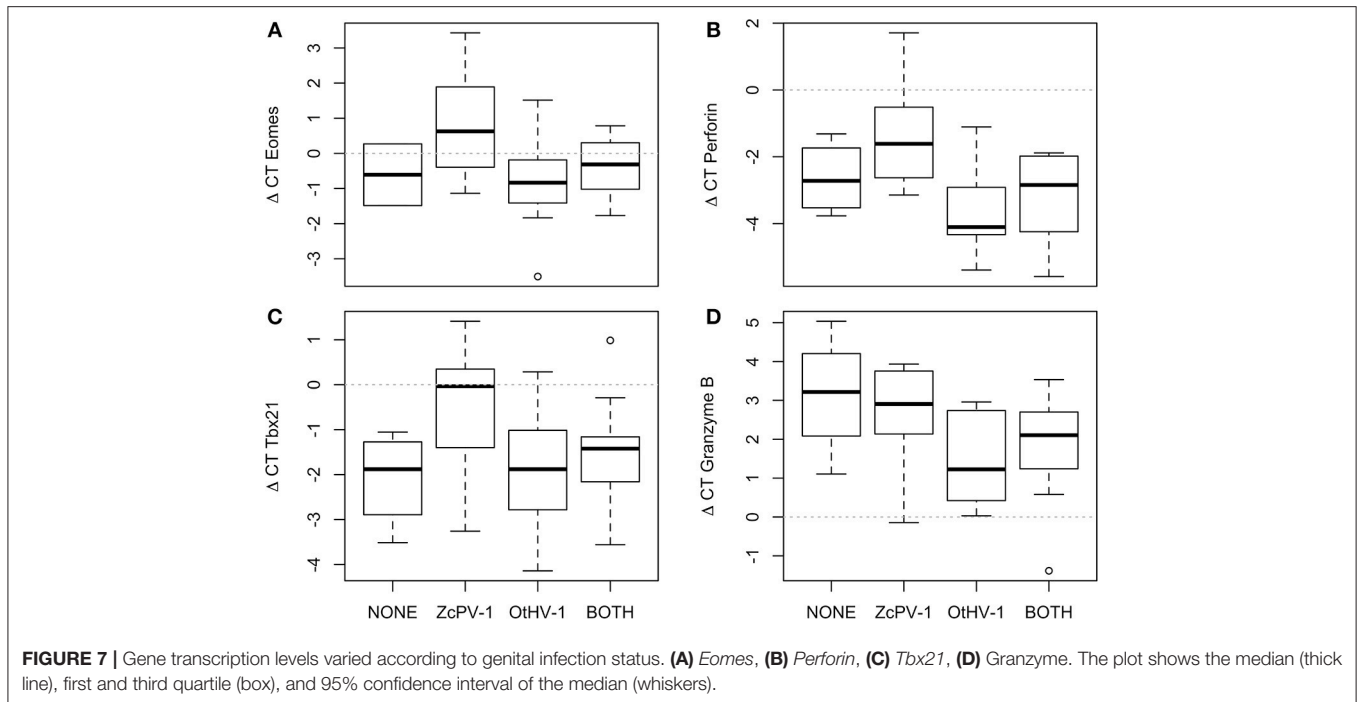 A
Δ CT Eomes
3
2
1
0
-1
-2
-3
B
Δ CT Perforin
2
0
-2
-4
C
Δ CT Tbx21
1
0
-1
-2
-3
-4
NONE ZcPV-1 OtHV-1 BOTH
D
Δ CT Granzyme B
5
4
3
2
1
0
-1
NONE ZcPV-1 OtHV-1 BOTH
FIGURE 7 | Gene transcription levels varied according to genital infection status. (A) Eomes, (B) Perforin, (C) Tbx21, (D) Granzyme. The plot shows the median (thick
line), first and third quartile (box), and 95% confidence interval of the median (whiskers).